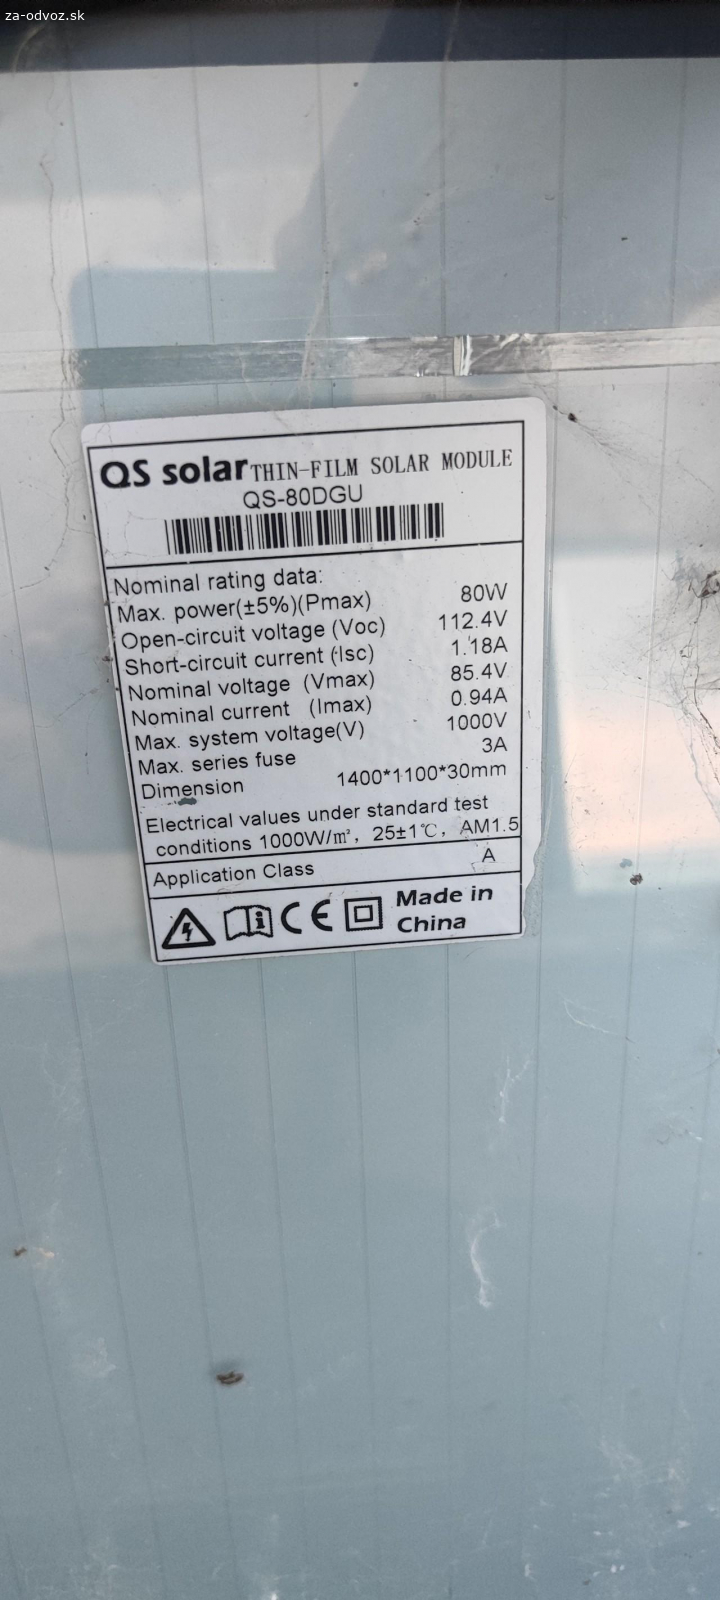 za-odvoz.sk
QS solar THIN-FILM SOLAR MODULE
QS-80DGU
Nominal rating data:
Max. power(±5%)(Pmax) 80W
Open-circuit voltage (Voc) 112.4V
Short-circuit current (Isc) 1.18A
Nominal voltage (Vmax) 85.4V
Nominal current (Imax) 0.94A
Max. system voltage(V) 1000V
Max. series fuse 3A
Dimension 1400*1100*30mm
Electrical values under standard test
conditions 1000W/m², 25±1℃, AM1.5
Application Class A
CE Made in
China